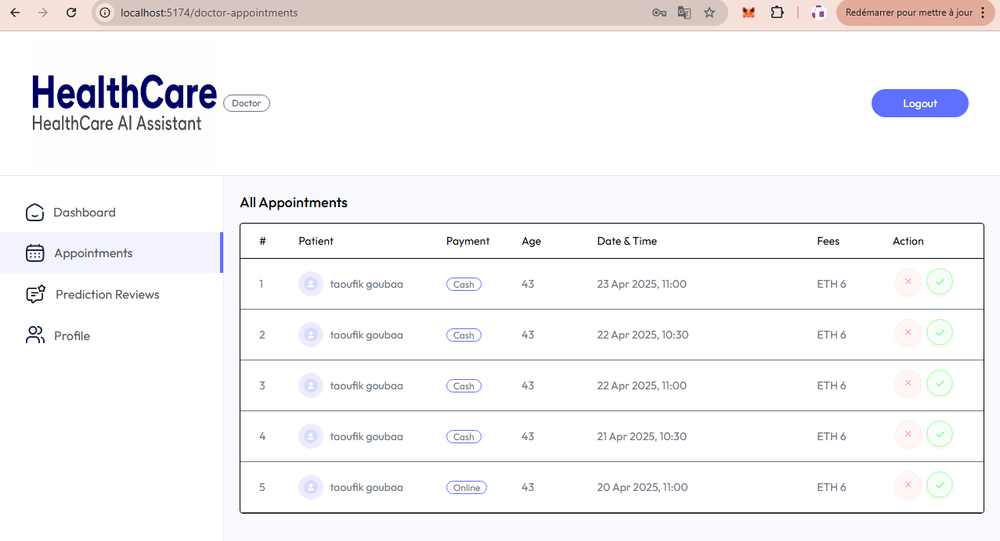 localhost:5174/doctor-appointments
Redémarrer pour mettre à jour
HealthCare
HealthCare AI Assistant
Doctor
Logout
Dashboard
Appointments
Prediction Reviews
Profile
All Appointments
# Patient Payment Age Date & Time Fees Action
1 taoufik goubaa Cash 43 23 Apr 2025, 11:00 ETH 6
2 taoufik goubaa Cash 43 22 Apr 2025, 10:30 ETH 6
3 taoufik goubaa Cash 43 22 Apr 2025, 11:00 ETH 6
4 taoufik goubaa Cash 43 21 Apr 2025, 10:30 ETH 6
5 taoufik goubaa Online 43 20 Apr 2025, 11:00 ETH 6